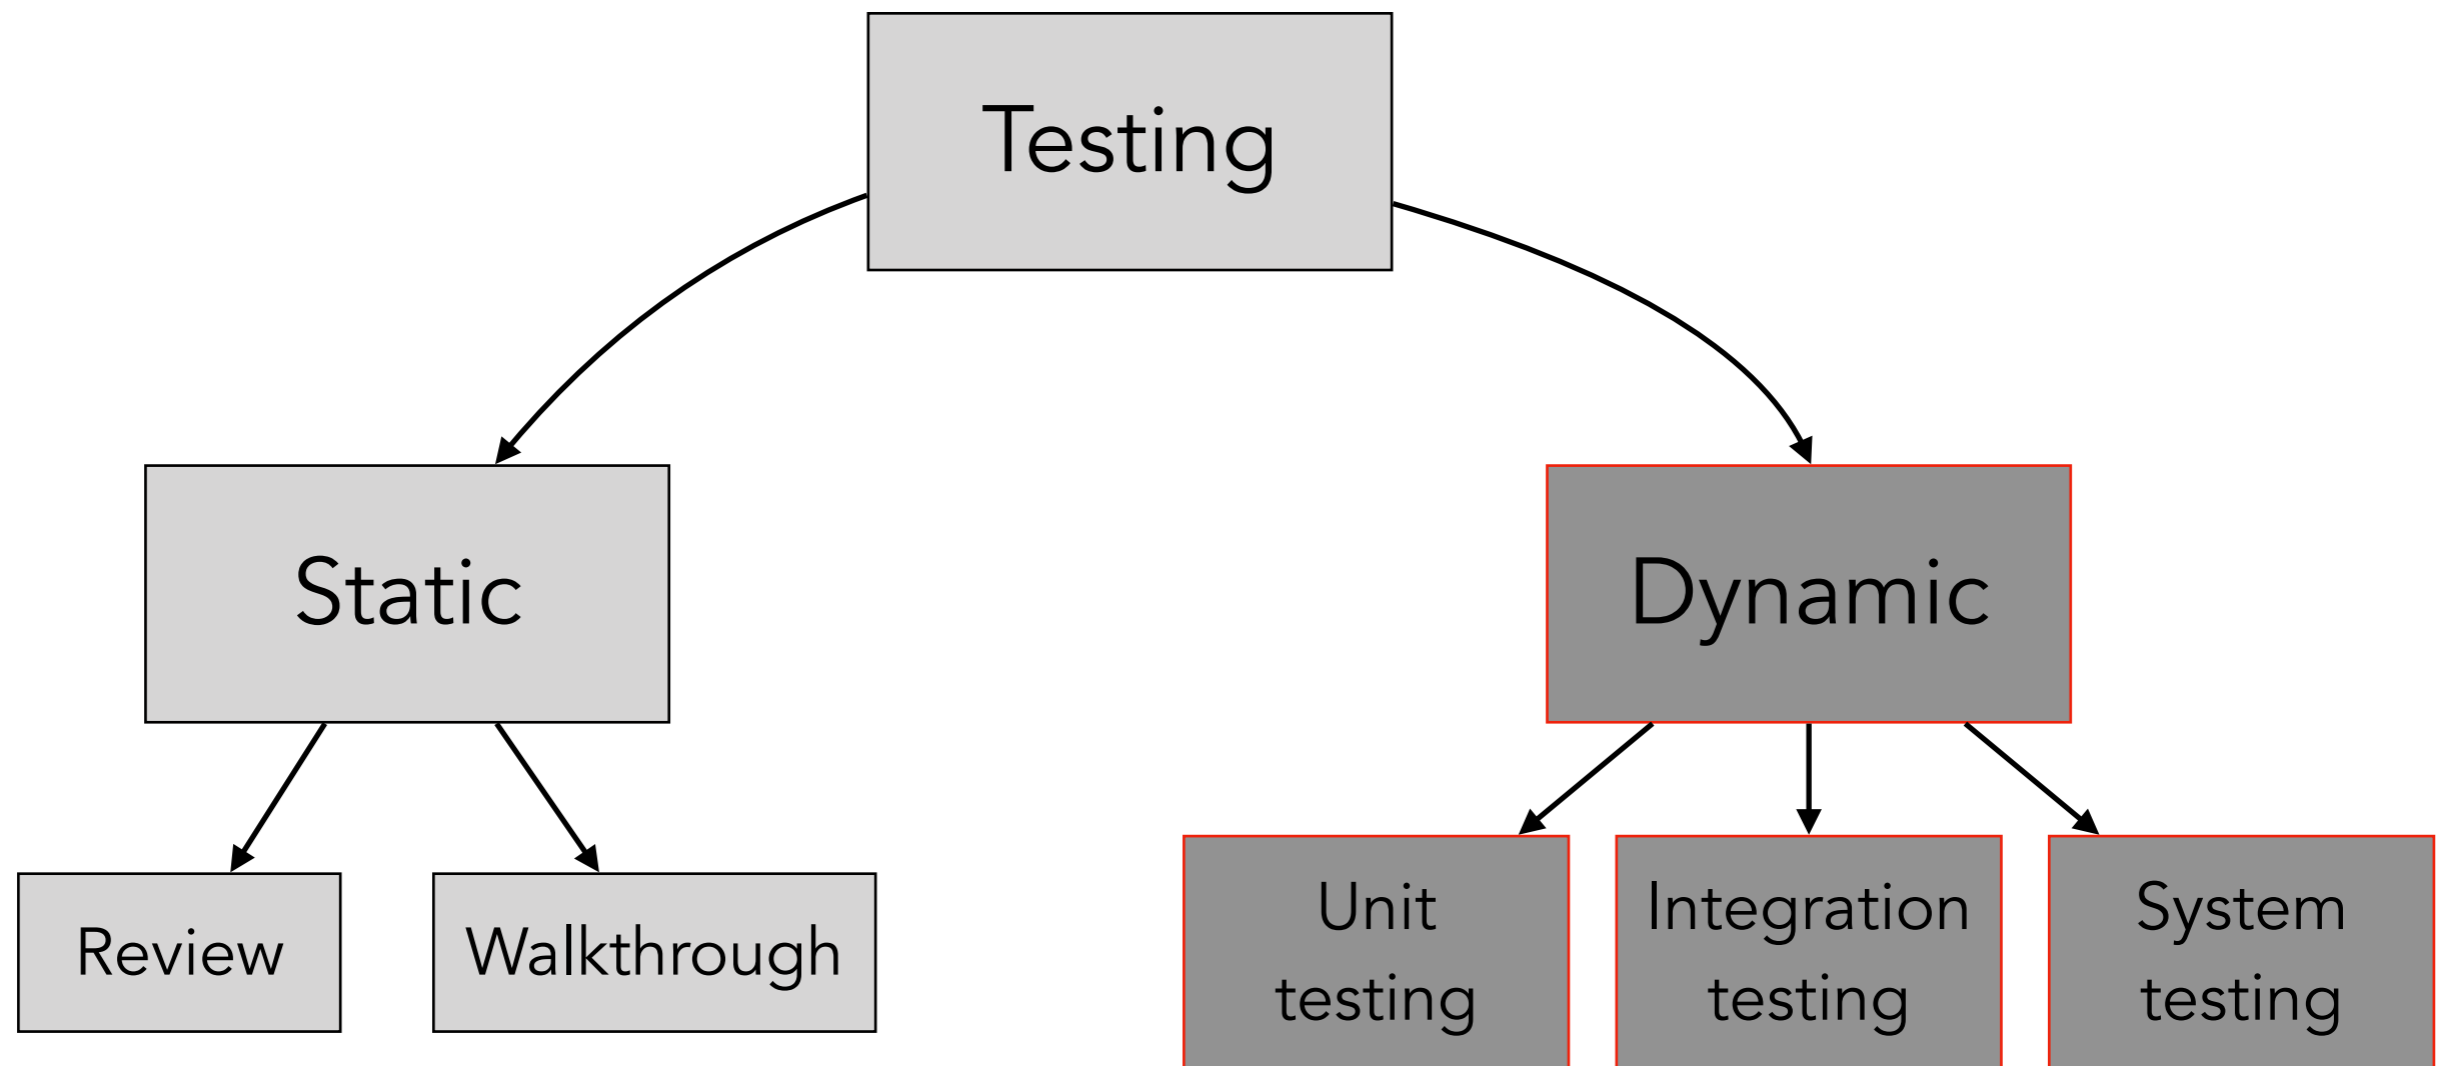 Testing
Static
Dynamic
Review
Walkthrough
Unit
testing
Integration
testing
System
testing